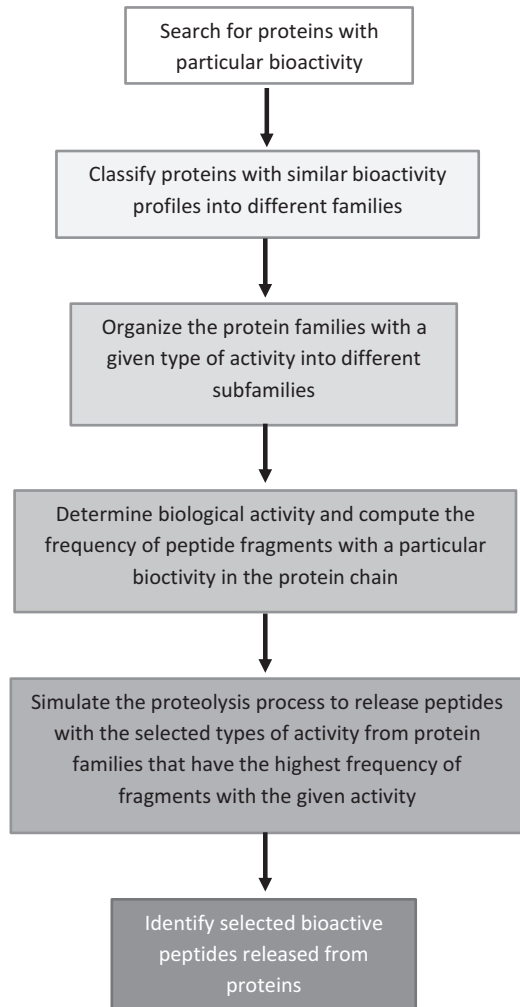 Search for proteins with
particular bioactivity
Classify proteins with similar bioactivity
profiles into different families
Organize the protein families with a
given type of activity into different
subfamilies
Determine biological activity and compute the
frequency of peptide fragments with a particular
bioctivity in the protein chain
Simulate the proteolysis process to release peptides
with the selected types of activity from protein
families that have the highest frequency of
fragments with the given activity
Identify selected bioactive
peptides released from
proteins